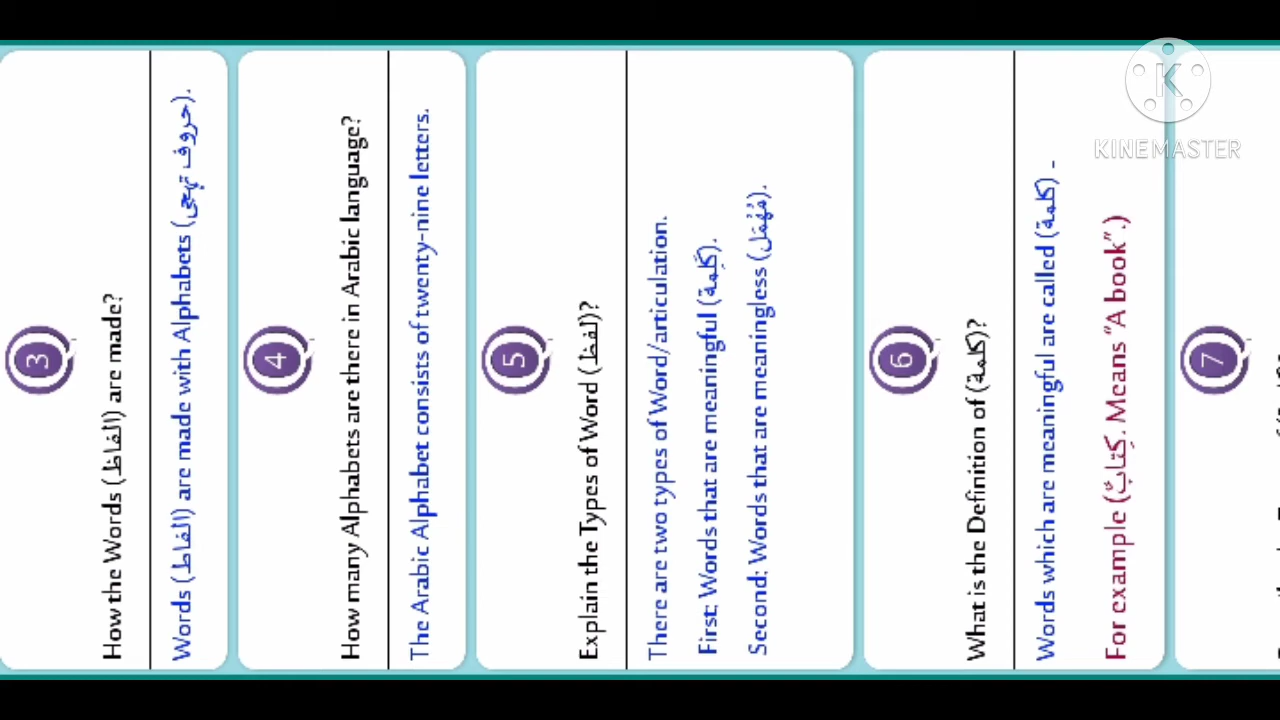 3
How the Words (الفاظ) are made?
Words (الفاظ) are made with Alphabets (حروف تہجی).
4
How many Alphabets are there in Arabic language?
The Arabic Alphabet consists of twenty-nine letters.
5
Explain the Types of Word (لفظ)?
There are two types of Word/articulation.
First: Words that are meaningful (كَلِمَة).
Second: Words that are meaningless (مُهْمَل).
6
What is the Definition of (كلمة)?
Words which are meaningful are called (كلمة) -
For example (كِتَابٌ. Means “A book”.)
7
KINEMASTER